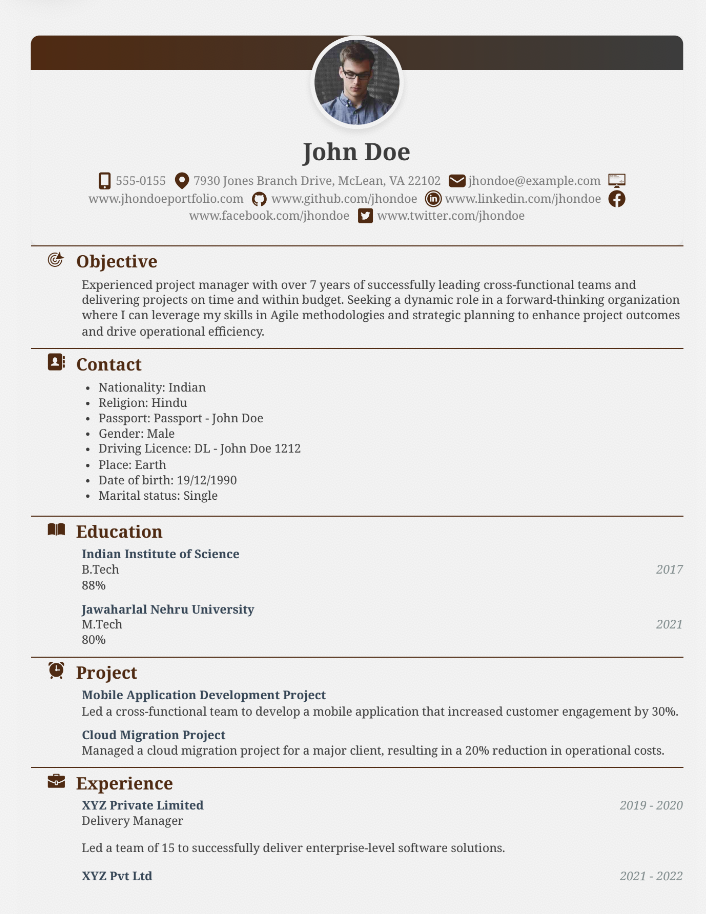 John Doe
555-0155 7930 Jones Branch Drive, McLean, VA 22102 jhondoe@example.com
www.jhondoeportfolio.com www.github.com/jhondoe www.linkedin.com/jhondoe
www.facebook.com/jhondoe www.twitter.com/jhondoe
Objective
Experienced project manager with over 7 years of successfully leading cross-functional teams and
delivering projects on time and within budget. Seeking a dynamic role in a forward-thinking organization
where I can leverage my skills in Agile methodologies and strategic planning to enhance project outcomes
and drive operational efficiency.
Contact
• Nationality: Indian
• Religion: Hindu
• Passport: Passport - John Doe
• Gender: Male
• Driving Licence: DL - John Doe 1212
• Place: Earth
• Date of birth: 19/12/1990
• Marital status: Single
Education
Indian Institute of Science
B.Tech 2017
88%
Jawaharlal Nehru University
M.Tech 2021
80%
Project
Mobile Application Development Project
Led a cross-functional team to develop a mobile application that increased customer engagement by 30%.
Cloud Migration Project
Managed a cloud migration project for a major client, resulting in a 20% reduction in operational costs.
Experience
XYZ Private Limited 2019 - 2020
Delivery Manager
Led a team of 15 to successfully deliver enterprise-level software solutions.
XYZ Pvt Ltd 2021 - 2022